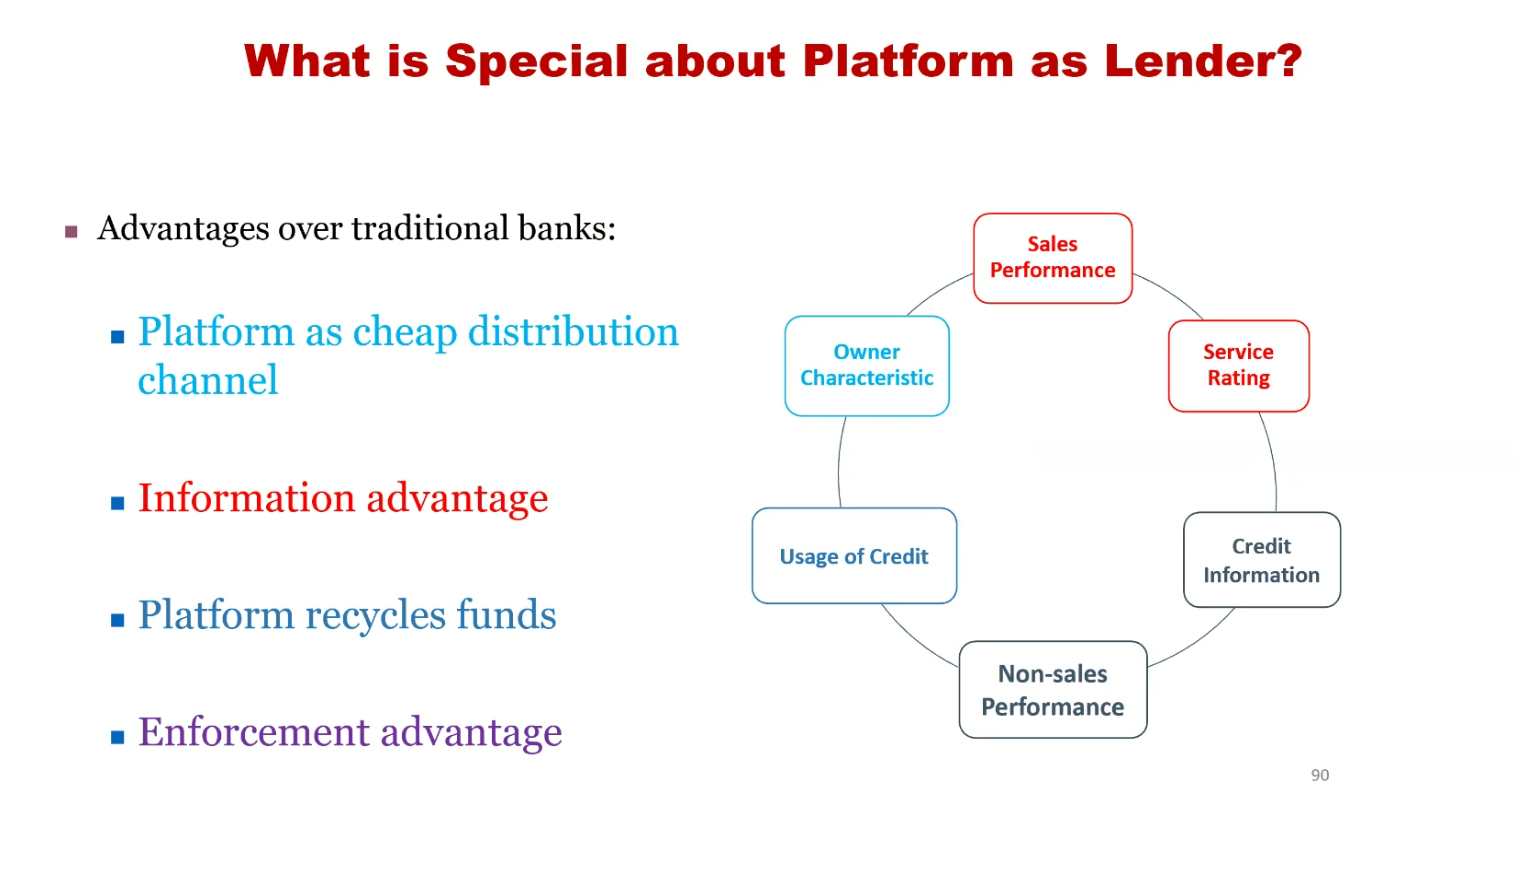 What is Special about Platform as Lender?
Advantages over traditional banks:
Platform as cheap distribution
channel
Information advantage
Platform recycles funds
Enforcement advantage
Sales
Performance
Service
Rating
Credit
Information
Non-sales
Performance
Usage of Credit
Owner
Characteristic
90